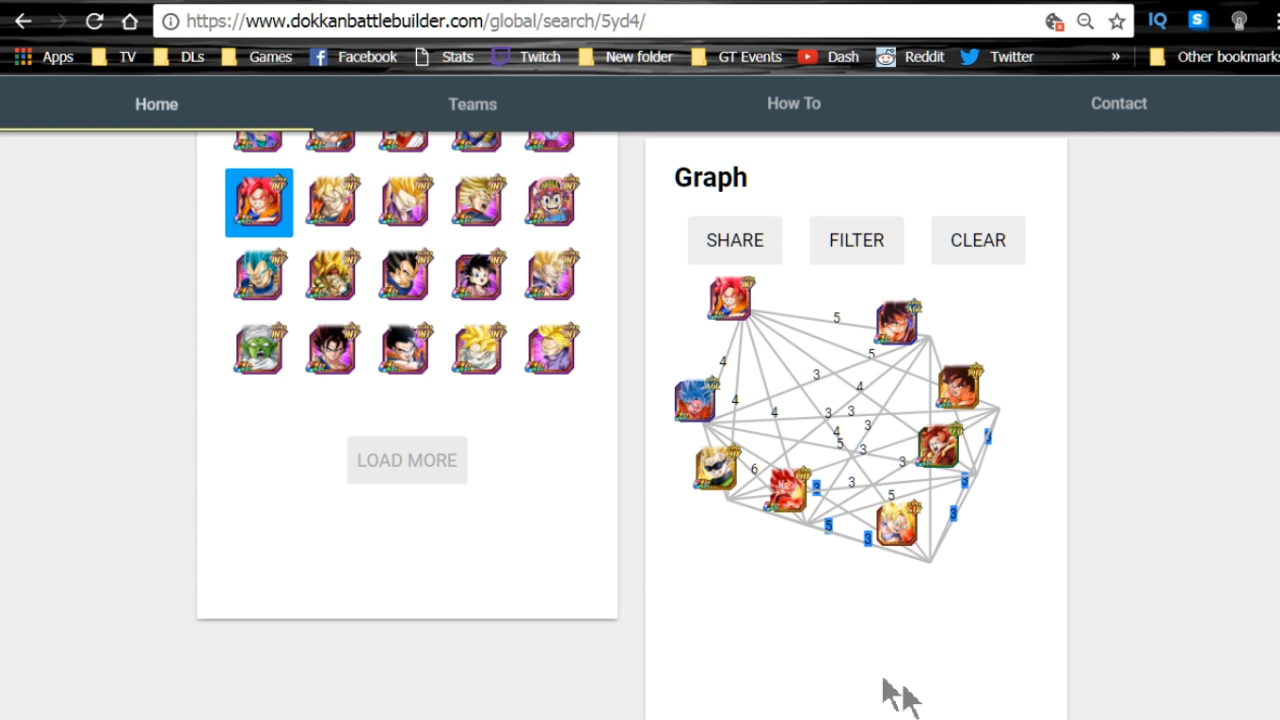 https://www.dokkanbattlebuilder.com/global/search/5yd4/
IQ
S
Apps TV DLs Games Facebook Stats Twitch New folder GT Events Dash Reddit Twitter » Other bookmarks
Home Teams How To Contact
Graph
SHARE FILTER CLEAR
5
5
4
3
4
4
4
3
3
3
4
5
3
3
6
3
5
LOAD MORE
3
5
3
3